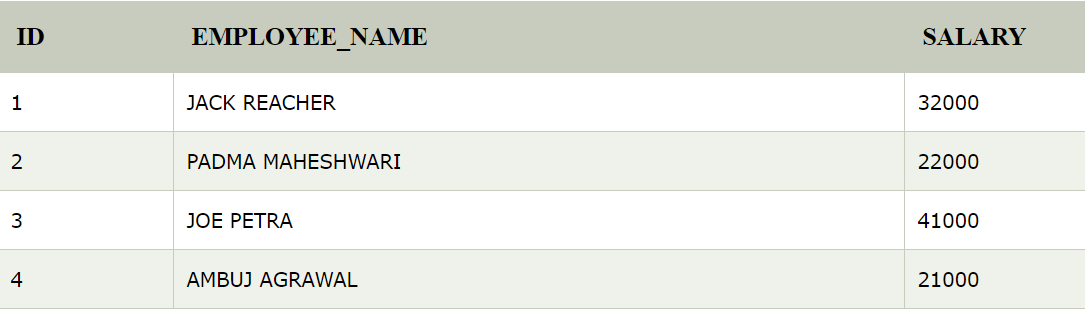 ID EMPLOYEE_NAME SALARY
1 JACK REACHER 32000
2 PADMA MAHESHWARI 22000
3 JOE PETRA 41000
4 AMBUJ AGRAWAL 21000